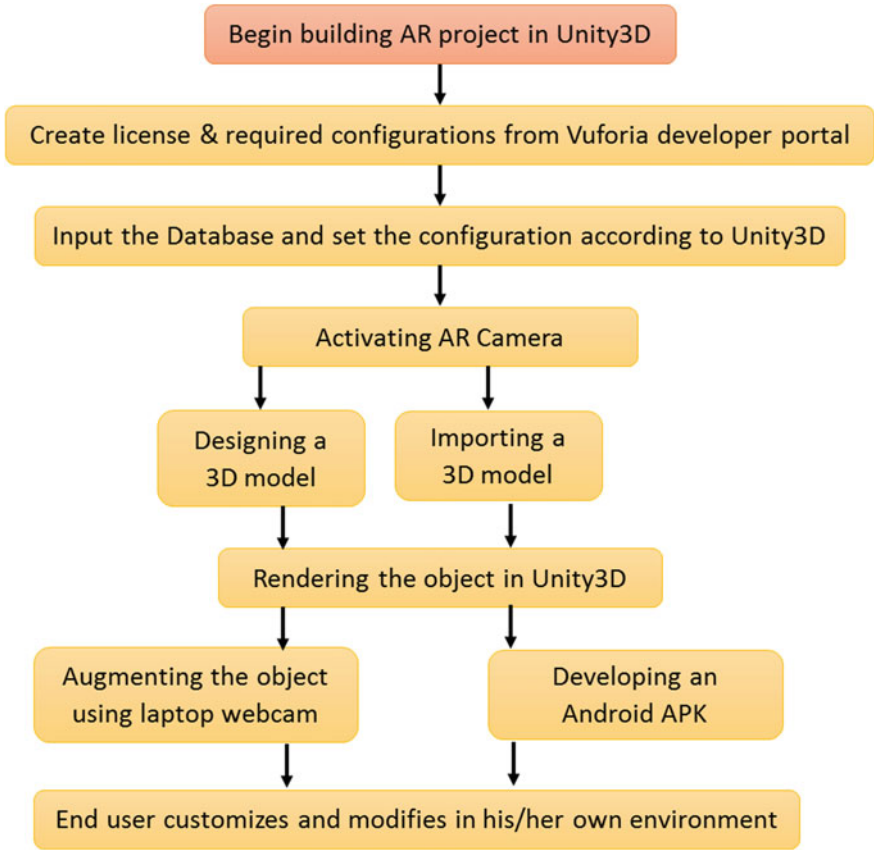 Begin building AR project in Unity3D
Create license & required configurations from Vuforia developer portal
Input the Database and set the configuration according to Unity3D
Activating AR Camera
Designing a
3D model
Importing a
3D model
Rendering the object in Unity3D
Augmenting the object
using laptop webcam
Developing an
Android APK
End user customizes and modifies in his/her own environment